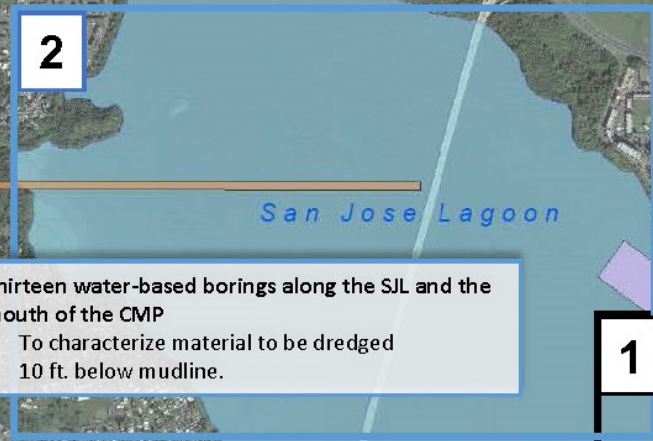 2
San Jose Lagoon
hirteen water-based borings along the SJL and the
outh of the CMP
To characterize material to be dredged
10 ft. below mudline.
1